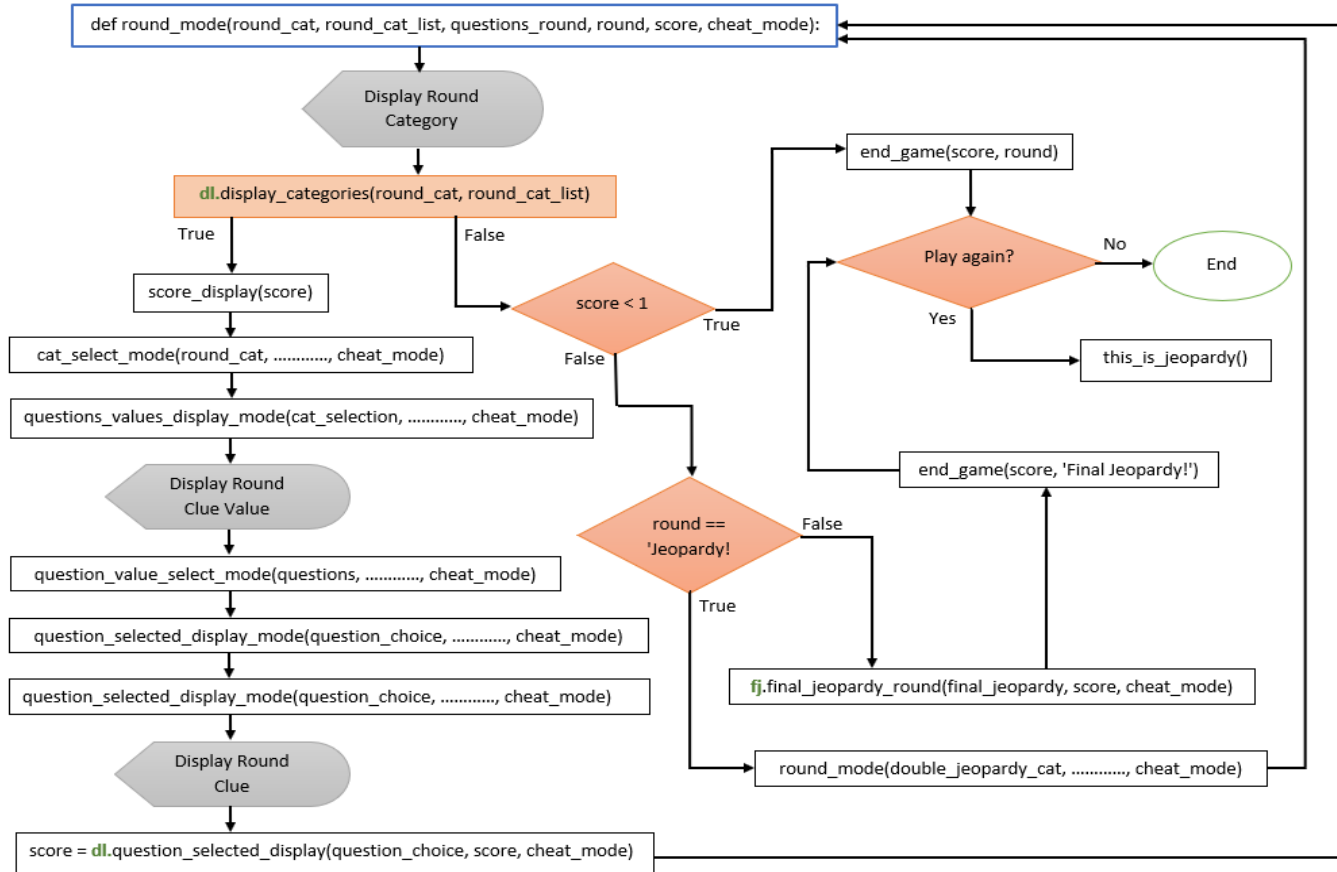 def round_mode(round_cat, round_cat_list, questions_round, round, score, cheat_mode):
Display Round
Category
dl.display_categories(round_cat, round_cat_list)
True
False
score_display(score)
cat_select_mode(round_cat, ............, cheat_mode)
questions_values_display_mode(cat_selection, ............, cheat_mode)
Display Round
Clue Value
question_value_select_mode(questions, ............, cheat_mode)
question_selected_display_mode(question_choice, ............, cheat_mode)
question_selected_display_mode(question_choice, ............, cheat_mode)
Display Round
Clue
score = dl.question_selected_display(question_choice, score, cheat_mode)
score < 1
True
False
end_game(score, round)
Play again?
No
End
Yes
this_is_jeopardy()
round ==
'Jeopardy!
False
True
end_game(score, 'Final Jeopardy!')
fj.final_jeopardy_round(final_jeopardy, score, cheat_mode)
round_mode(double_jeopardy_cat, ............, cheat_mode)